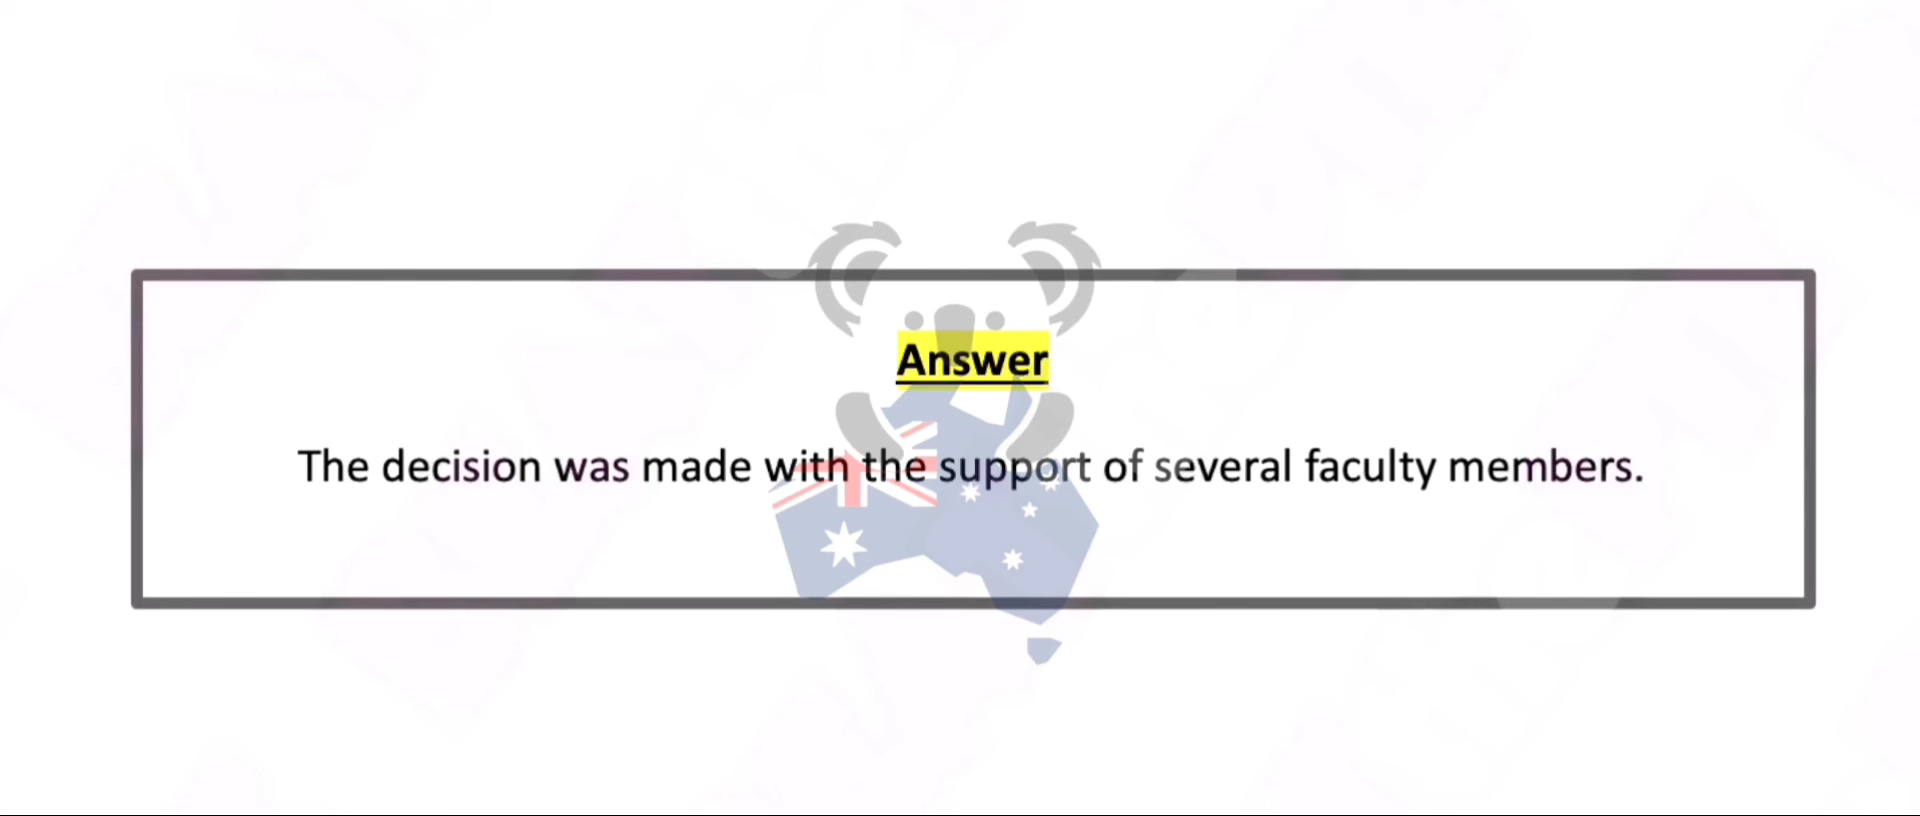 Answer
The decision was made with the support of several faculty members.